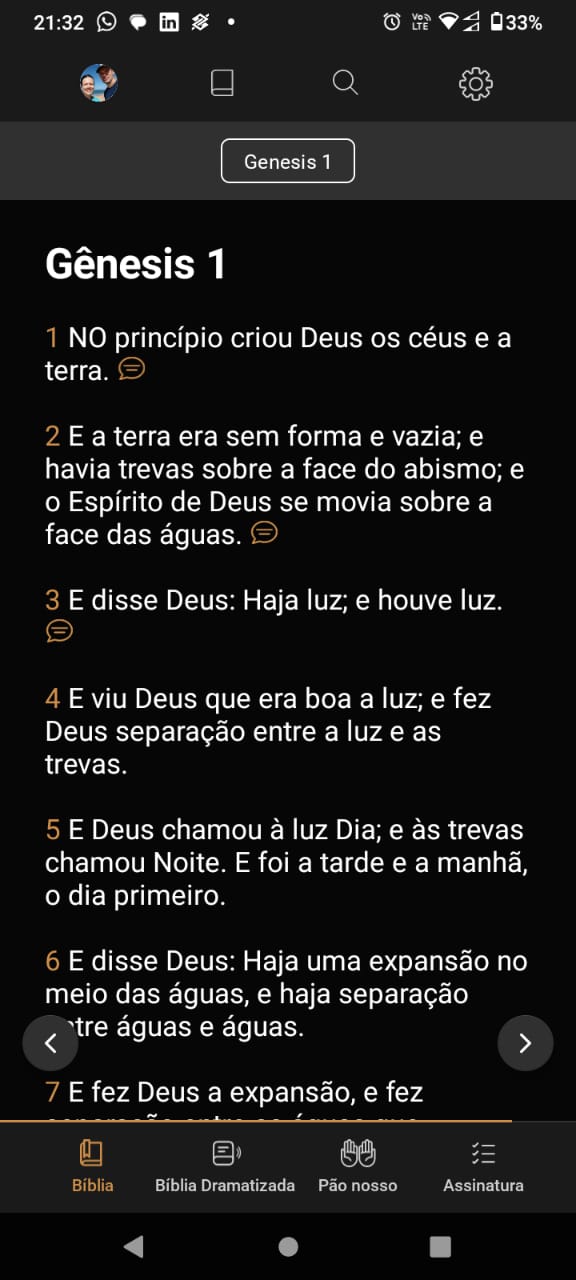 21:32
in
Vo))
LTE
33%
Genesis 1
Gênesis 1
1 NO princípio criou Deus os céus e a
terra.
2 E a terra era sem forma e vazia; e
havia trevas sobre a face do abismo; e
o Espírito de Deus se movia sobre a
face das águas.
3 E disse Deus: Haja luz; e houve luz.
4 E viu Deus que era boa a luz; e fez
Deus separação entre a luz e as
trevas.
5 E Deus chamou à luz Dia; e às trevas
chamou Noite. E foi a tarde e a manhã,
o dia primeiro.
6 E disse Deus: Haja uma expansão no
meio das águas, e haja separação
entre águas e águas.
7 E fez Deus a expansão, e fez
Bíblia
Bíblia Dramatizada
Pão nosso
Assinatura